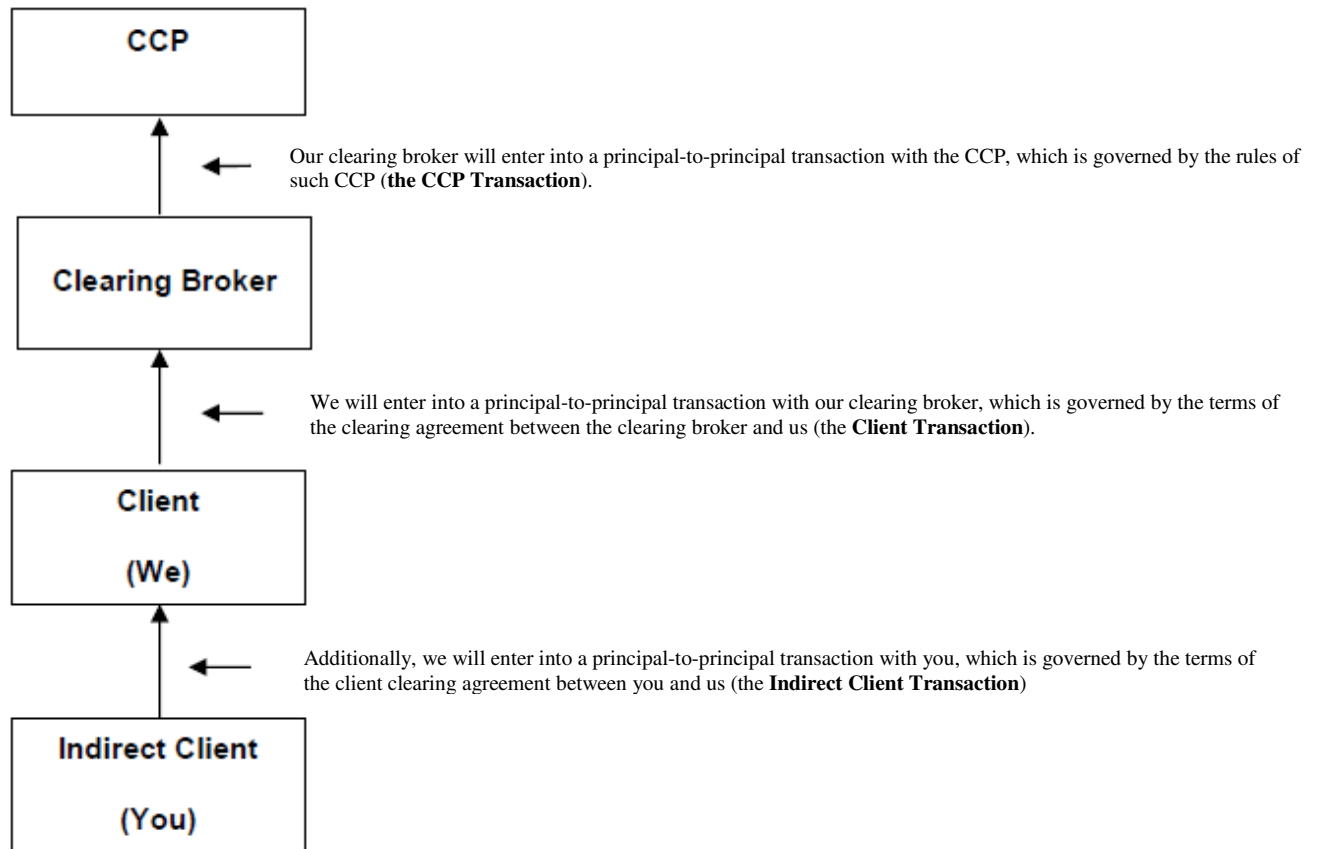 CCP
Our clearing broker will enter into a principal-to-principal transaction with the CCP, which is governed by the rules of
such CCP (the CCP Transaction).
Clearing Broker
We will enter into a principal-to-principal transaction with our clearing broker, which is governed by the terms of
the clearing agreement between the clearing broker and us (the Client Transaction).
Client
(We)
Additionally, we will enter into a principal-to-principal transaction with you, which is governed by the terms of
the client clearing agreement between you and us (the Indirect Client Transaction)
Indirect Client
(You)